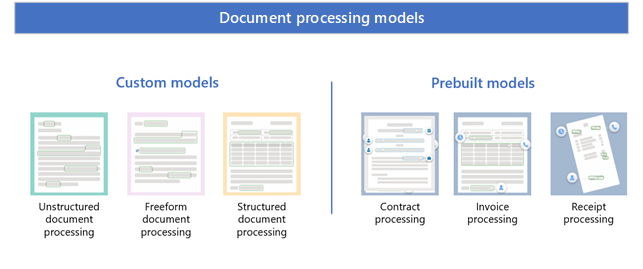 Document processing models
Custom models
Prebuilt models
Unstructured
document
processing
Freeform
document
processing
Structured
document
processing
Contract
processing
Invoice
processing
Receipt
processing